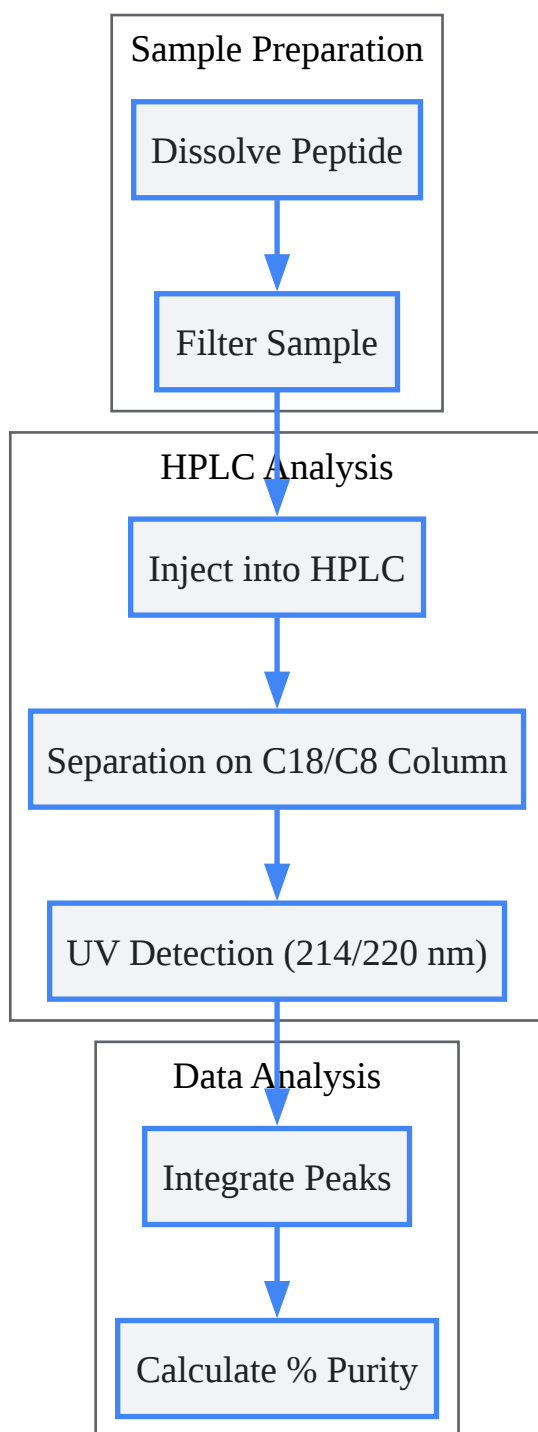 Sample Preparation
Dissolve Peptide
Filter Sample
HPLC Analysis
Inject into HPLC
Separation on C18/C8 Column
UV Detection (214/220 nm)
Data Analysis
Integrate Peaks
Calculate % Purity